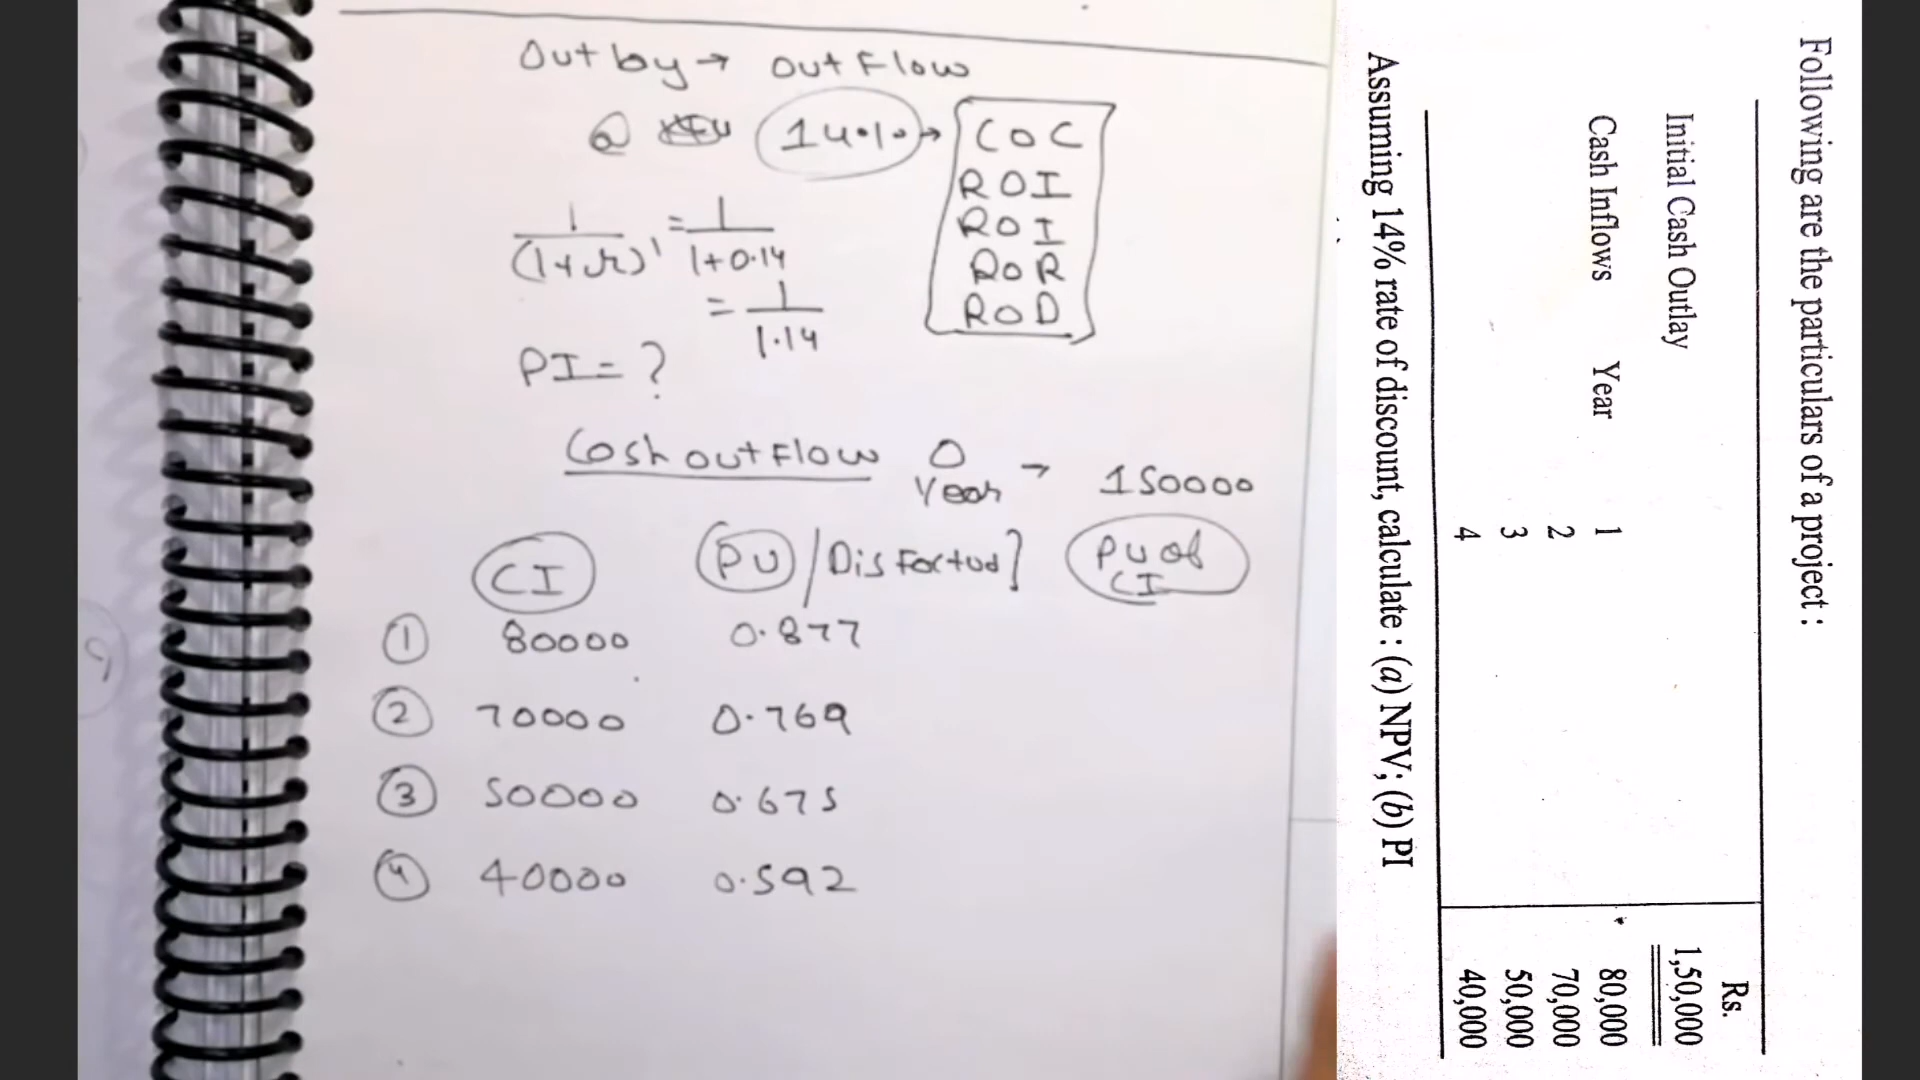 Outlay → outflow
@ 14% → COC
ROI
ROI
ROR
ROD
1/(1+r)¹ = 1/1+0.14
= 1/1.14
PI = ?
Cash outflow 0 Year → 150000
CI PV / Dis Factor] PV of CI
① 80000 0.877
② 70000 0.769
③ 50000 0.675
④ 40000 0.592
Following are the particulars of a project :
Rs.
Initial Cash Outlay 1,50,000
Cash Inflows Year 1 80,000
2 70,000
3 50,000
4 40,000
Assuming 14% rate of discount, calculate : (a) NPV; (b) PI